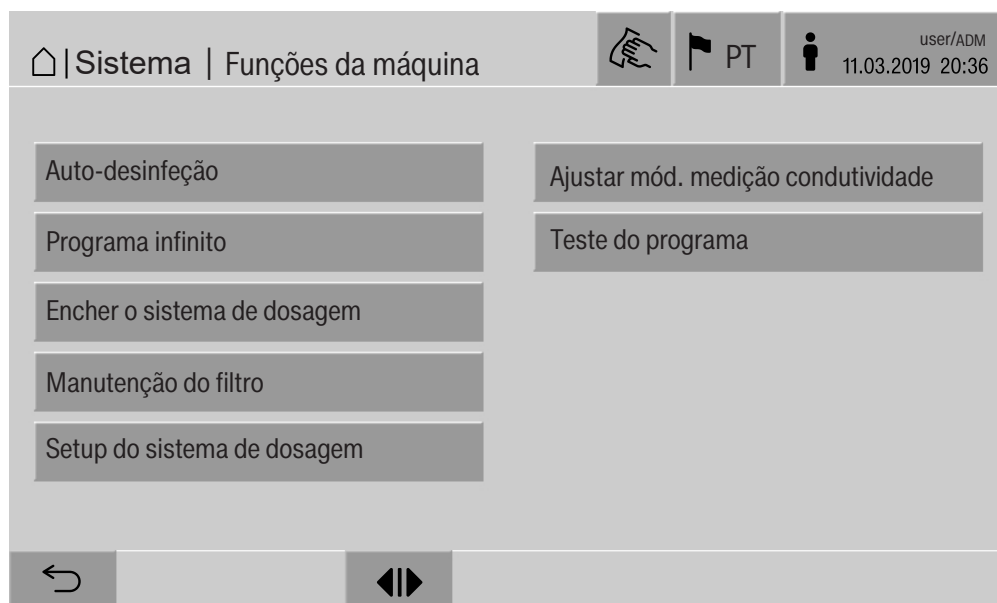 | Sistema | Funções da máquina
PT
user/ADM
11.03.2019 20:36
Auto-desinfeção
Programa infinito
Encher o sistema de dosagem
Manutenção do filtro
Setup do sistema de dosagem
Ajustar mód. medição condutividade
Teste do programa